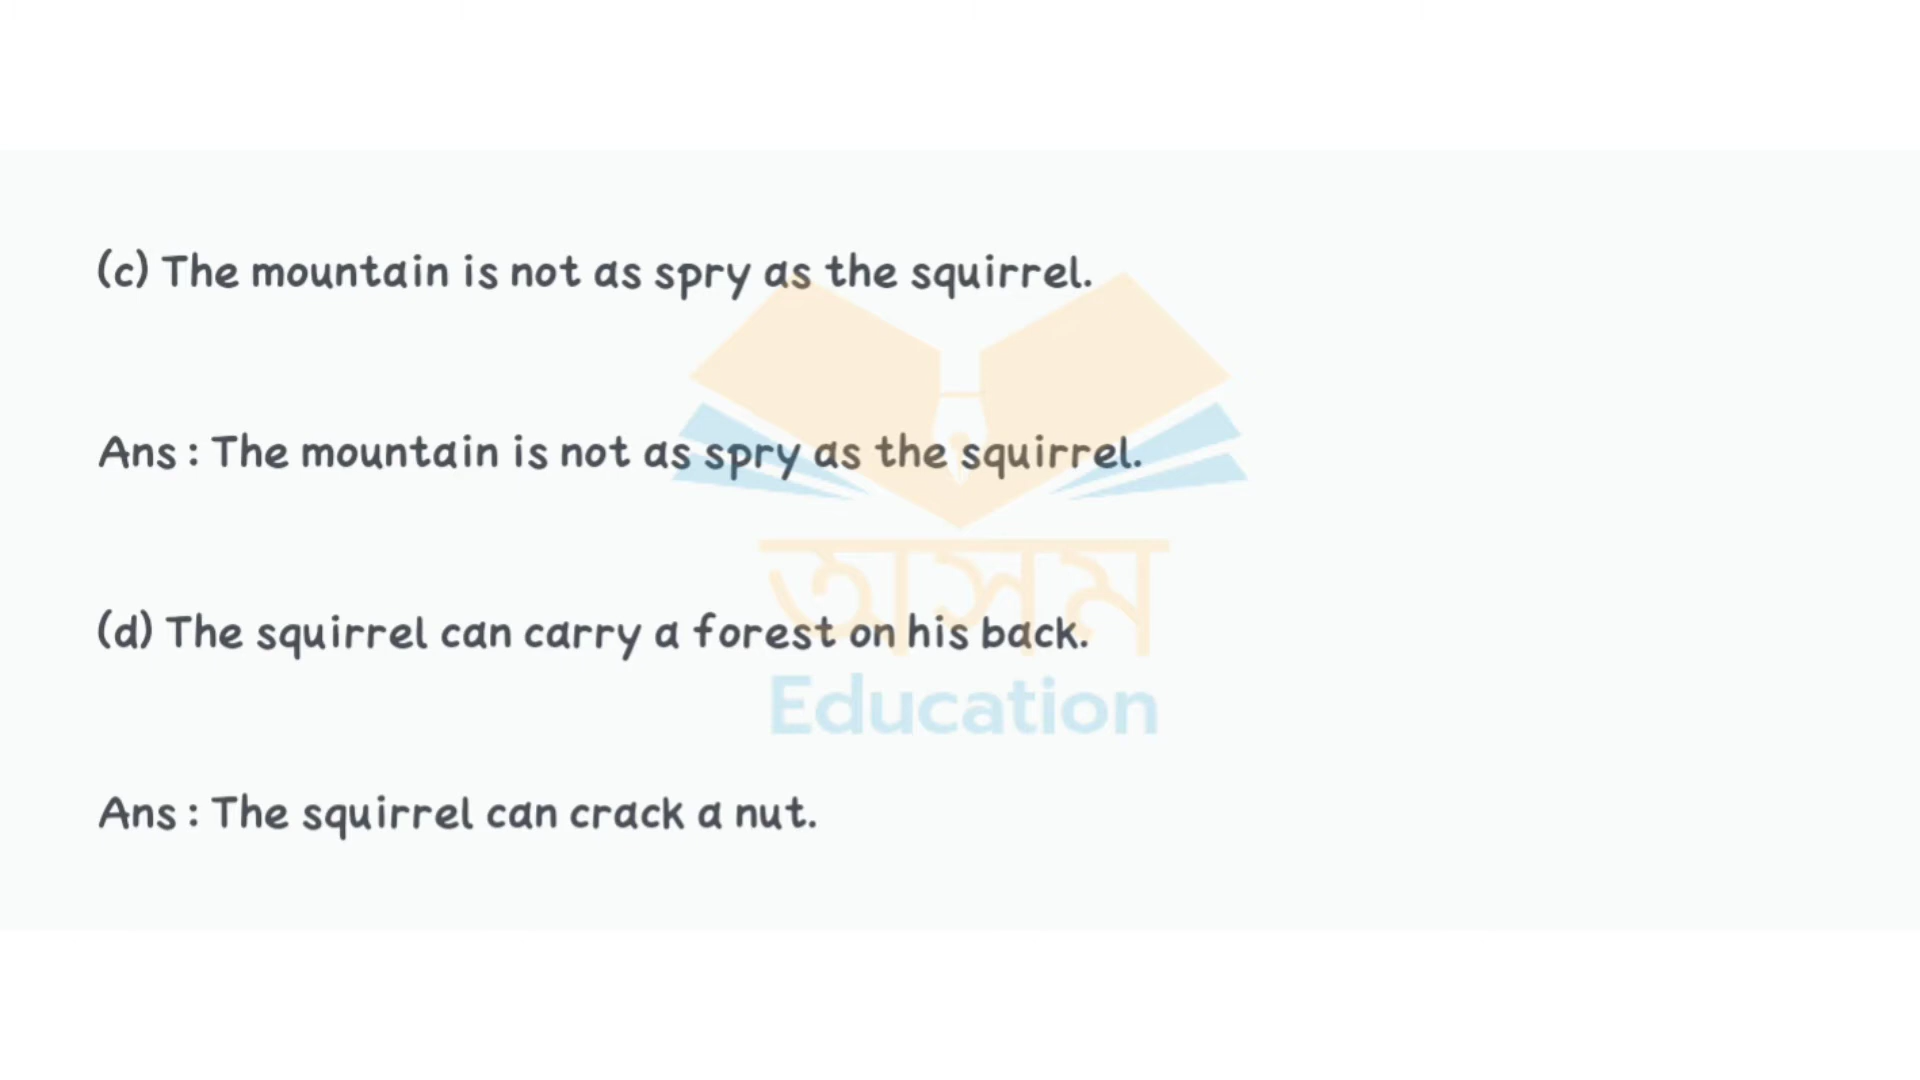 (c) The mountain is not as spry as the squirrel.
Ans : The mountain is not as spry as the squirrel.
অসম
(d) The squirrel can carry a forest on his back.
Education
Ans : The squirrel can crack a nut.